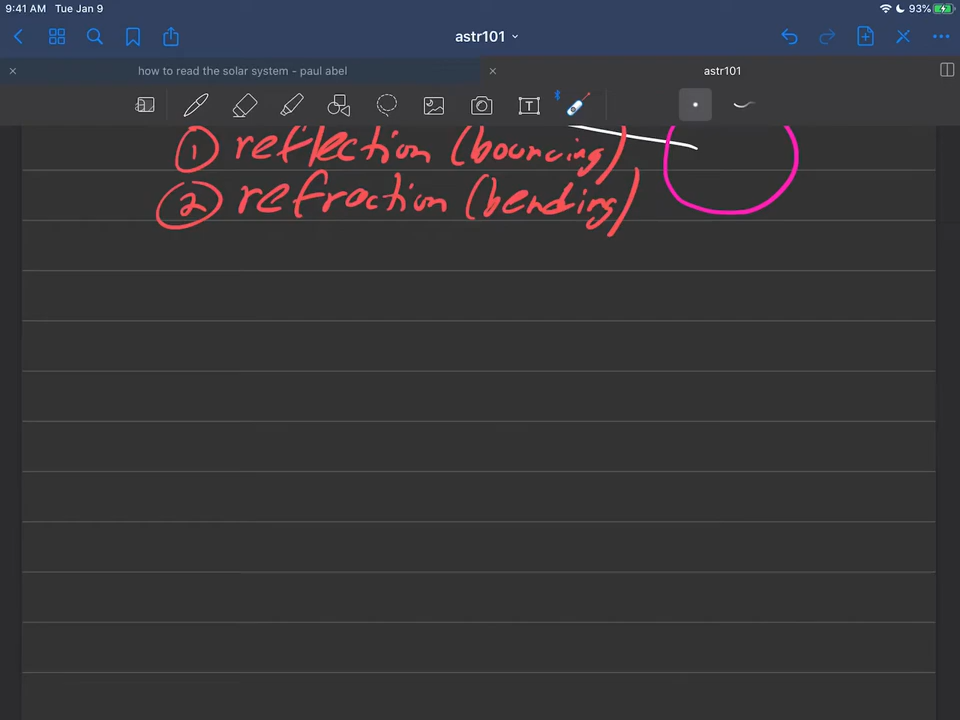 9:41 AM Tue Jan 9 93%
astr101
how to read the solar system - paul abel astr101
T
① reflection (bouncing)
② refraction (bending)